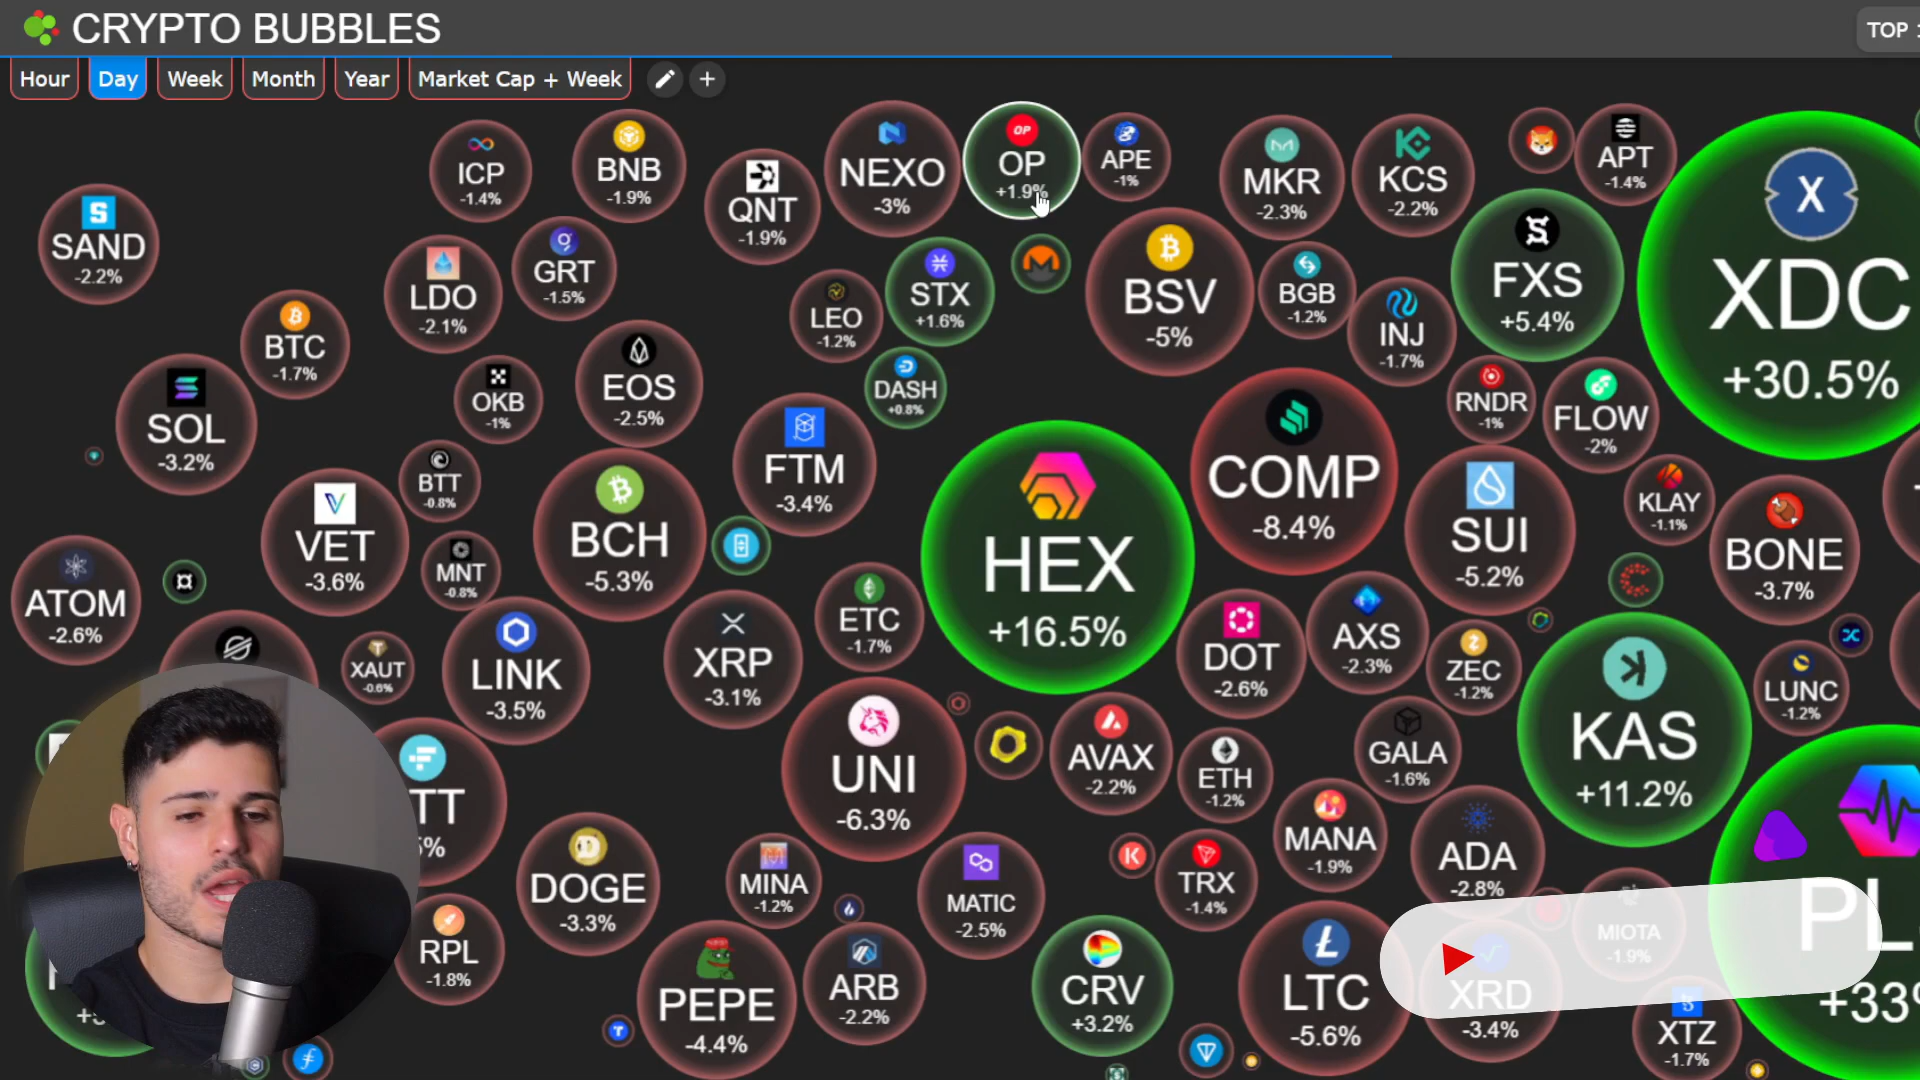 CRYPTO BUBBLES
TOP
Hour
Day
Week
Month
Year
Market Cap + Week
ICP
-1.4%
BNB
-1.9%
QNT
-1.9%
NEXO
-3%
OP
OP
+1.9%
APE
-1%
MKR
-2.3%
KCS
-2.2%
APT
-1.4%
XDC
+30.5%
SAND
-2.2%
LDO
-2.1%
GRT
-1.5%
BTC
-1.7%
LEO
-1.2%
STX
+1.6%
BSV
-5%
BGB
-1.2%
INJ
-1.7%
FXS
+5.4%
SOL
-3.2%
OKB
-1%
EOS
-2.5%
DASH
+0.8%
FTM
-3.4%
HEX
+16.5%
COMP
-8.4%
RNDR
-1%
FLOW
-2%
VET
-3.6%
BTT
-0.8%
BCH
-5.3%
SUI
-5.2%
KLAY
-1.1%
BONE
-3.7%
ATOM
-2.6%
MNT
-0.8%
ETC
-1.7%
XAUT
-0.6%
LINK
-3.5%
XRP
-3.1%
DOT
-2.6%
AXS
-2.3%
ZEC
-1.2%
KAS
+11.2%
LUNC
-1.2%
UNI
-6.3%
AVAX
-2.2%
ETH
-1.2%
GALA
-1.6%
TT
5%
DOGE
-3.3%
MINA
-1.2%
MATIC
-2.5%
TRX
-1.4%
MANA
-1.9%
ADA
-2.8%
PL
+33%
RPL
-1.8%
PEPE
-4.4%
ARB
-2.2%
CRV
+3.2%
LTC
-5.6%
XRD
-3.4%
MIOTA
-1.9%
XTZ
-1.7%